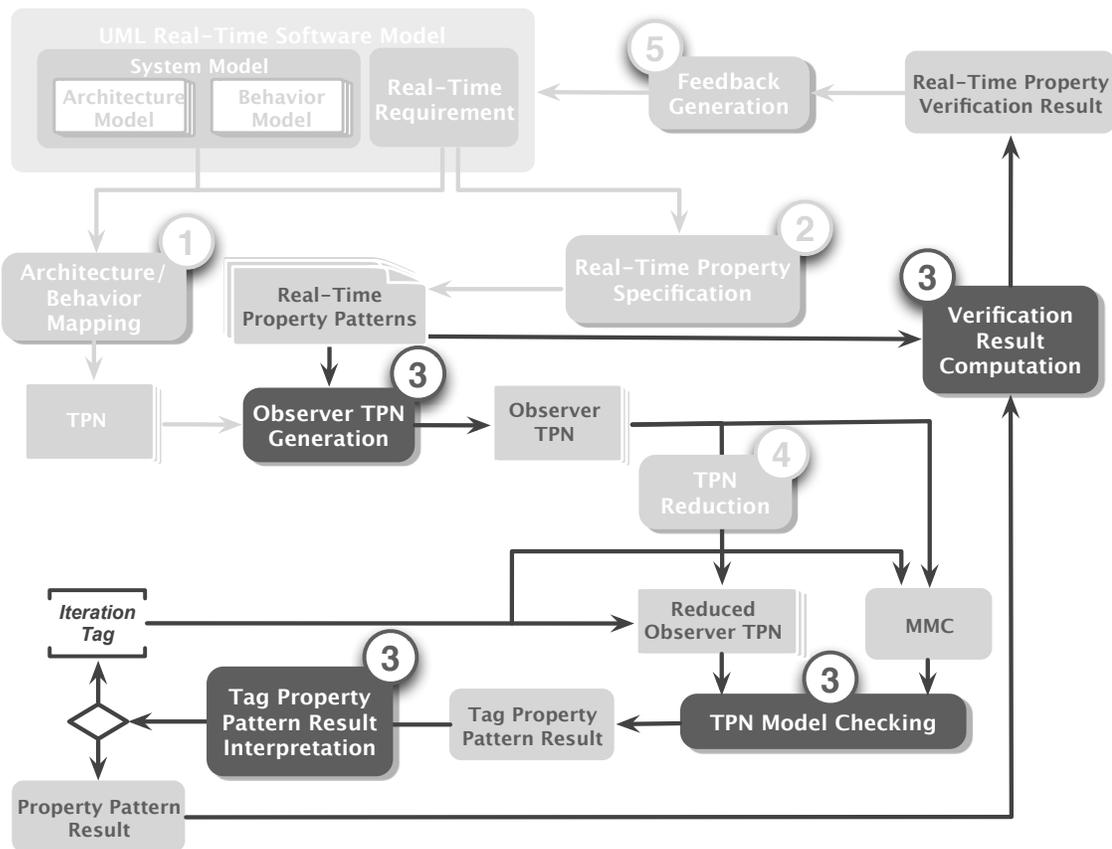 UML Real-Time Software Model
System Model
Architecture
Model
Behavior
Model
Real-Time
Requirement
5
Feedback
Generation
Real-Time Property
Verification Result
1
Architecture/
Behavior
Mapping
2
Real-Time Property
Specification
Real-Time
Property Patterns
3
Verification
Result
Computation
TPN
3
Observer TPN
Generation
Observer
TPN
4
TPN
Reduction
Iteration
Tag
Reduced
Observer TPN
MMC
3
Tag Property
Pattern Result
Interpretation
Tag Property
Pattern Result
3
TPN Model Checking
Property Pattern
Result